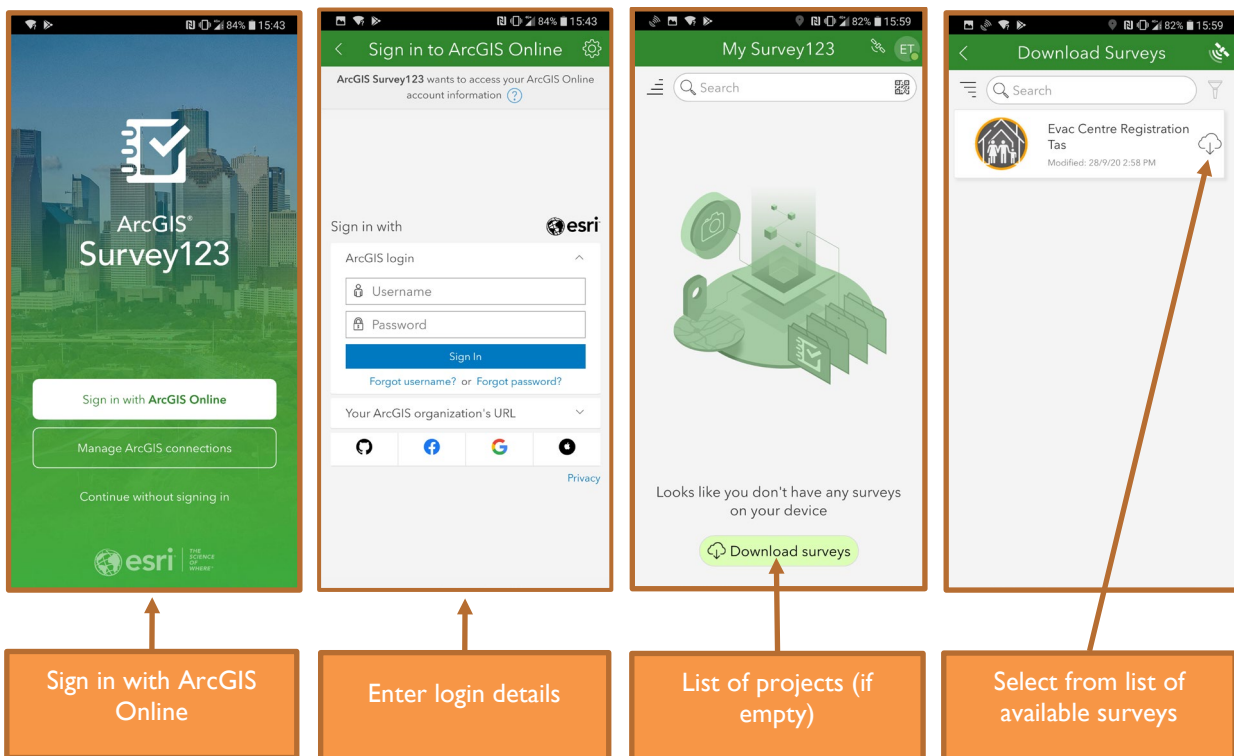 84% 15:43
ArcGIS®
Survey123
Sign in with ArcGIS Online
Manage ArcGIS connections
Continue without signing in
esri THE
SCIENCE
OF
WHERE™
Sign in with ArcGIS
Online
84% 15:43
Sign in to ArcGIS Online
ArcGIS Survey123 wants to access your ArcGIS Online
account information ?
Sign in with esri
ArcGIS login
Username
Password
Sign In
Forgot username? or Forgot password?
Your ArcGIS organization's URL
Privacy
Enter login details
82% 15:59
My Survey123 ET
Search
Looks like you don't have any surveys
on your device
Download surveys
List of projects (if
empty)
82% 15:59
Download Surveys
Search
Evac Centre Registration
Tas
Modified: 28/9/20 2:58 PM
Select from list of
available surveys